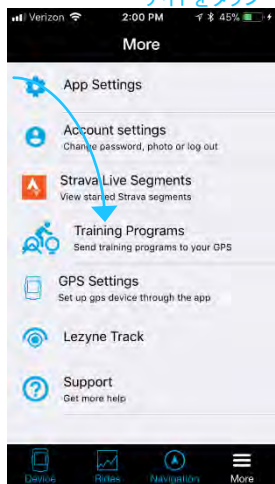 Verizon 2:00 PM 45%
More
App Settings
Account settings
Change password, photo or log out
Strava Live Segments
View starred Strava segments
Training Programs
Send training programs to your GPS
GPS Settings
Set up gps device through the app
Lezyne Track
Support
Get more help
Device Rides Navigation More